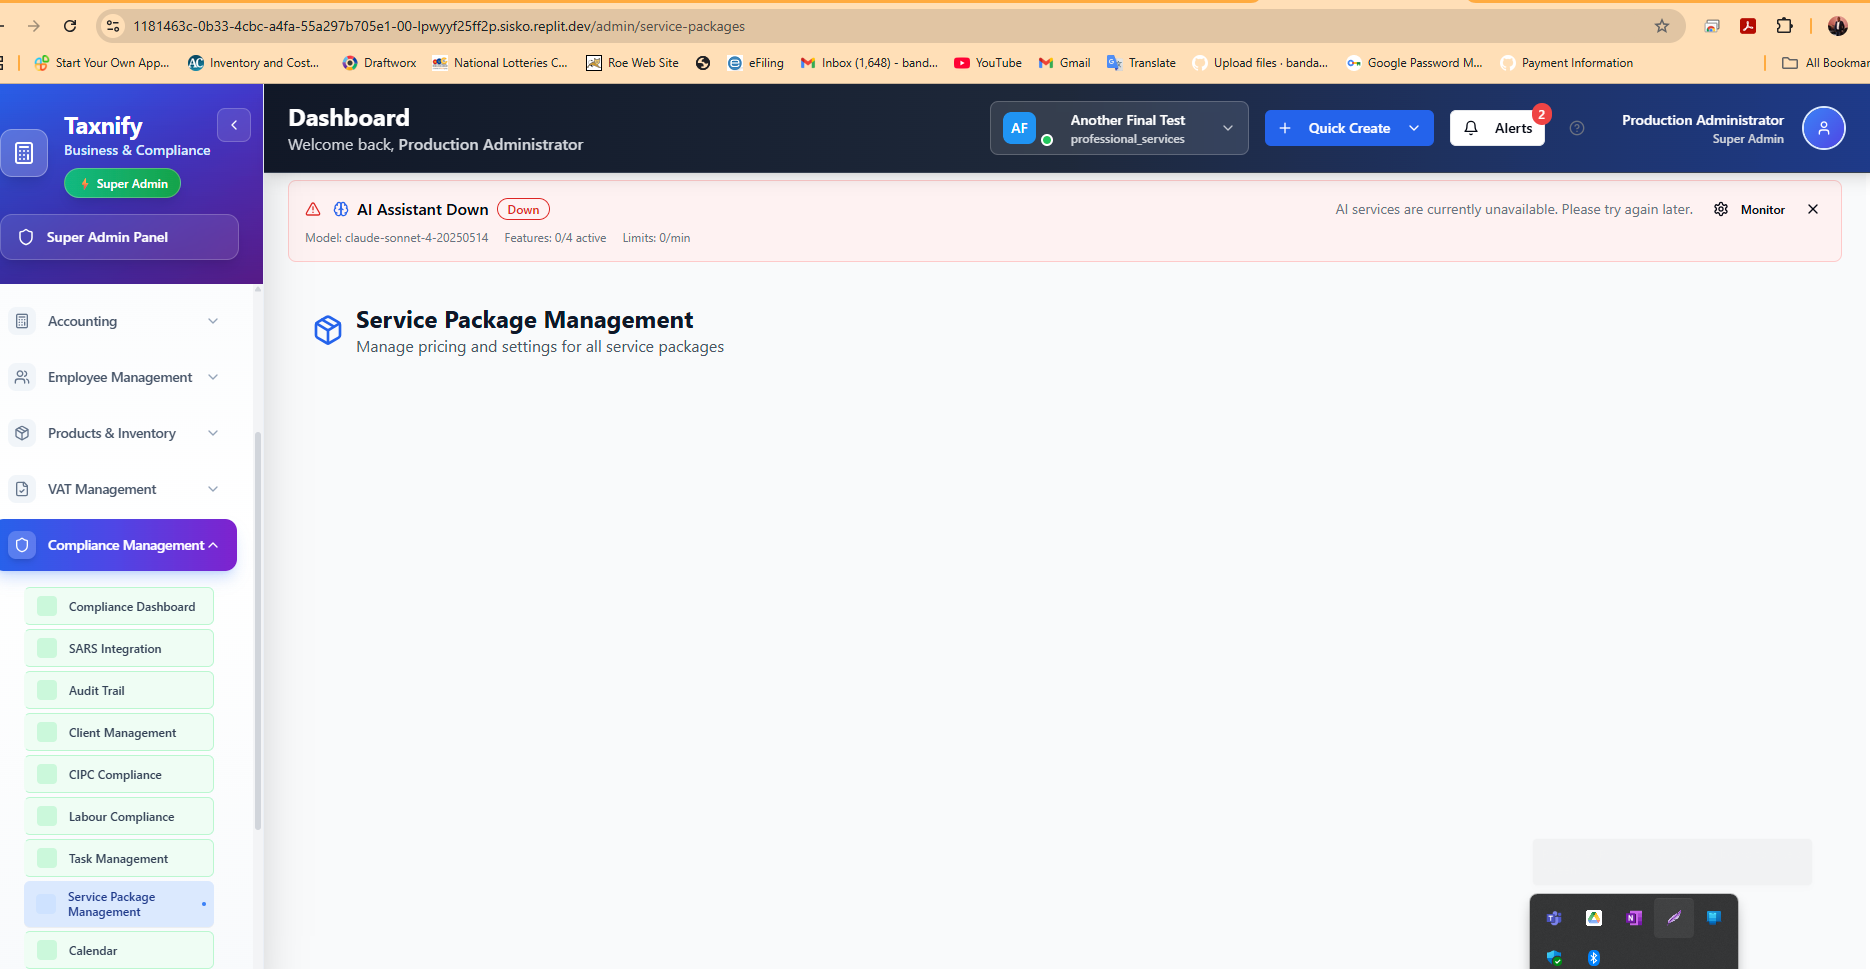 1181463c-0b33-4cbc-a4fa-55a297b705e1-00-lpwyyf25ff2p.sisko.replit.dev/admin/service-packages
Start Your Own App...
Inventory and Cost...
Draftworx
National Lotteries C...
Roe Web Site
eFiling
Inbox (1,648) - band...
YouTube
Gmail
Translate
Upload files · banda...
Google Password M...
Payment Information
All Bookmar
Taxnify
Business & Compliance
Super Admin
Super Admin Panel
Dashboard
Welcome back, Production Administrator
AF
Another Final Test
professional_services
Quick Create
Alerts
2
Production Administrator
Super Admin
AI Assistant Down
Down
AI services are currently unavailable. Please try again later.
Monitor
Model: claude-sonnet-4-20250514
Features: 0/4 active
Limits: 0/min
Service Package Management
Manage pricing and settings for all service packages
Accounting
Employee Management
Products & Inventory
VAT Management
Compliance Management
Compliance Dashboard
SARS Integration
Audit Trail
Client Management
CIPC Compliance
Labour Compliance
Task Management
Service Package
Management
Calendar